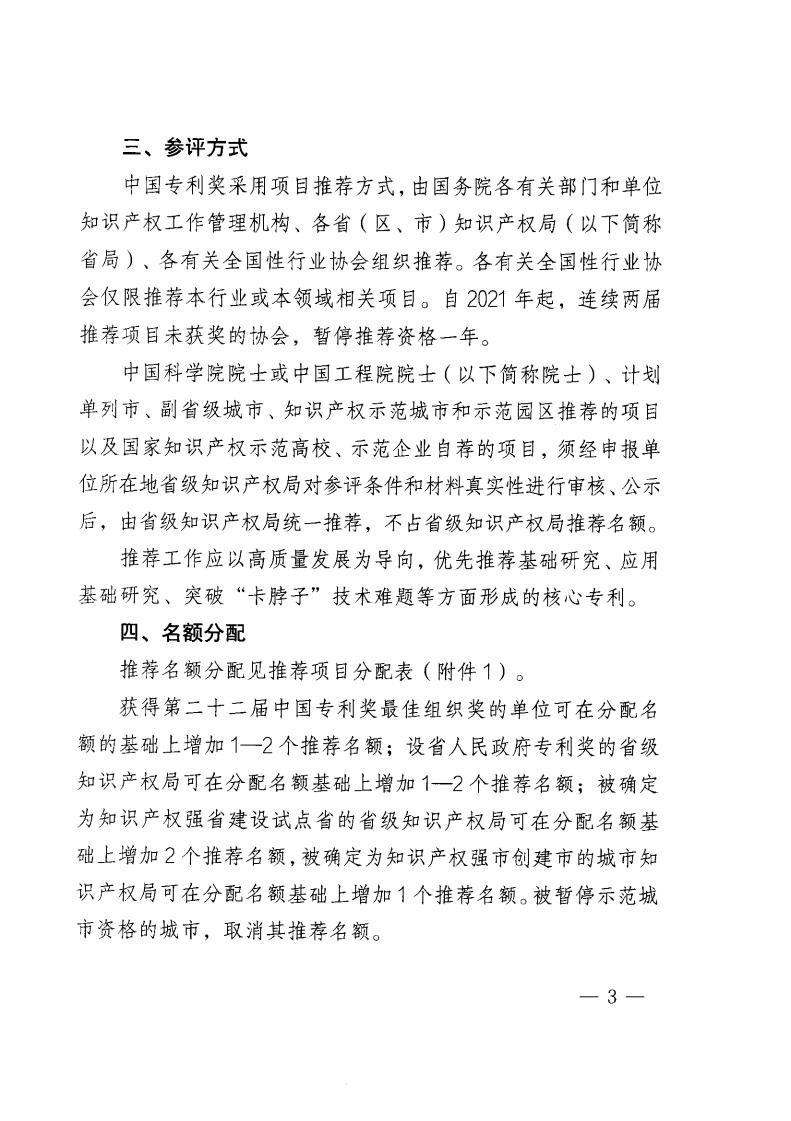 三、参评方式
中国专利奖采用项目推荐方式，由国务院各有关部门和单位
知识产权工作管理机构、各省（区、市）知识产权局（以下简称
省局）、各有关全国性行业协会组织推荐。各有关全国性行业协
会仅限推荐本行业或本领域相关项目。自 2021 年起，连续两届
推荐项目未获奖的协会，暂停推荐资格一年。
中国科学院院士或中国工程院院士（以下简称院士）、计划
单列市、副省级城市、知识产权示范城市和示范园区推荐的项目
以及国家知识产权示范高校、示范企业自荐的项目，须经申报单
位所在地省级知识产权局对参评条件和材料真实性进行审核、公示
后，由省级知识产权局统一推荐，不占省级知识产权局推荐名额。
推荐工作应以高质量发展为导向，优先推荐基础研究、应用
基础研究、突破“卡脖子”技术难题等方面形成的核心专利。
四、名额分配
推荐名额分配见推荐项目分配表（附件 1）。
获得第二十二届中国专利奖最佳组织奖的单位可在分配名
额的基础上增加 1—2 个推荐名额；设省人民政府专利奖的省级
知识产权局可在分配名额基础上增加 1—2 个推荐名额；被确定
为知识产权强省建设试点省的省级知识产权局可在分配名额基
础上增加 2 个推荐名额，被确定为知识产权强市创建市的城市知
识产权局可在分配名额基础上增加 1 个推荐名额。被暂停示范城
市资格的城市，取消其推荐名额。
— 3 —